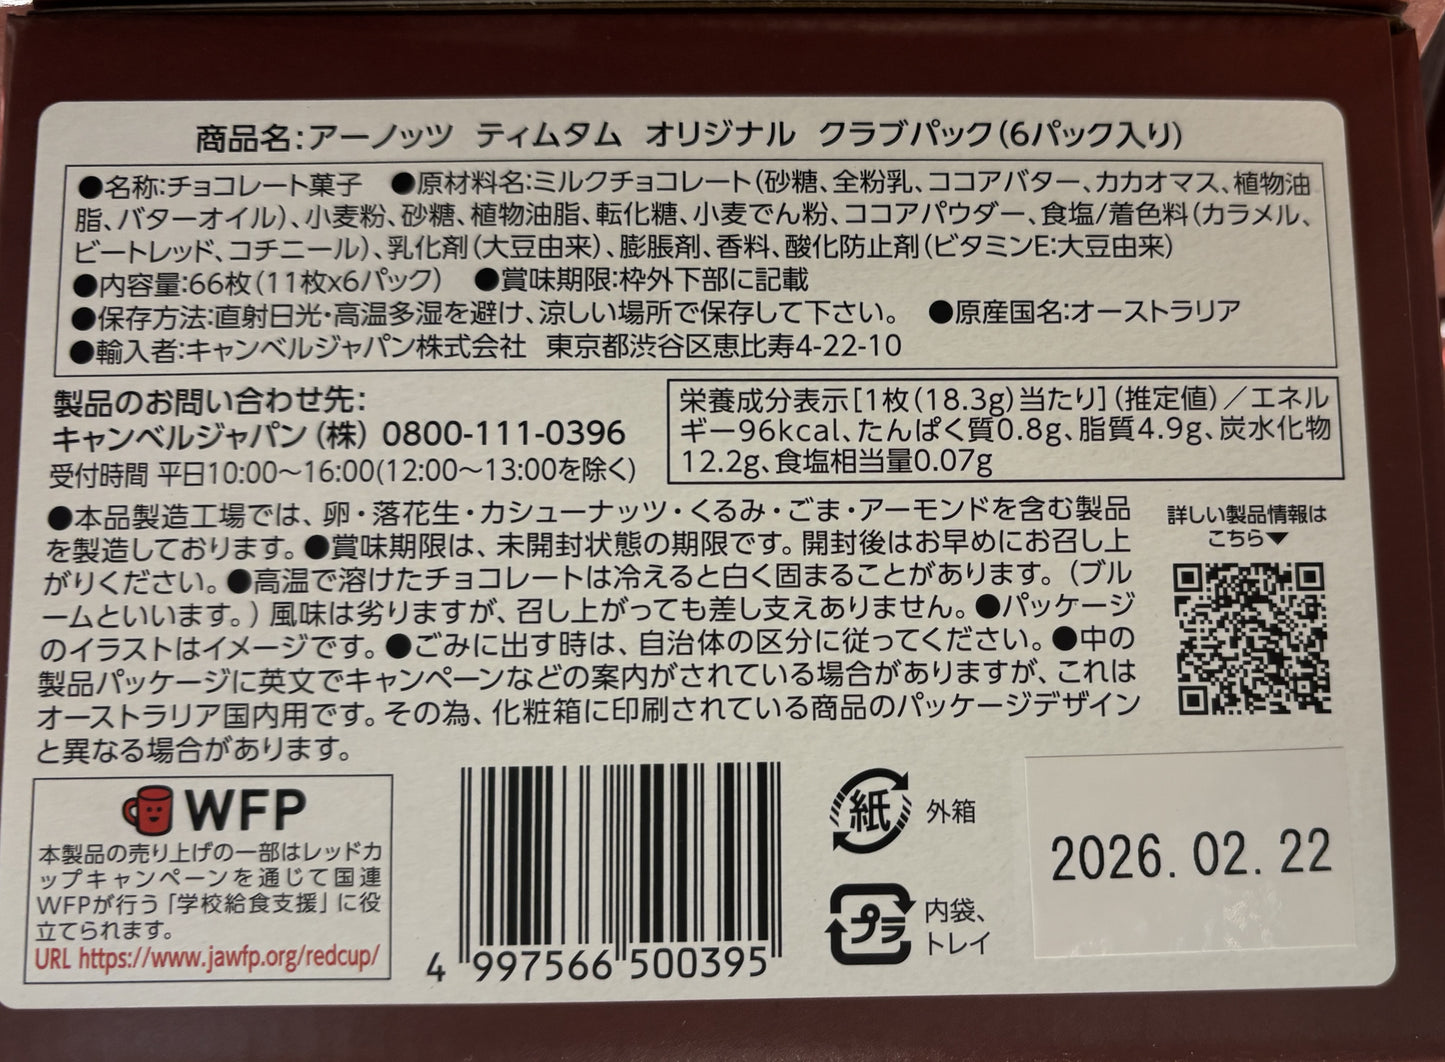 商品名:アーノッツ ティムタム オリジナル クラブパック(6パック入り)
●名称:チョコレート菓子 ●原材料名:ミルクチョコレート(砂糖、全粉乳、ココアバター、カカオマス、植物油
脂、バターオイル)、小麦粉、砂糖、植物油脂、転化糖、小麦でん粉、ココアパウダー、食塩/着色料(カラメル、
ビートレッド、コチニール)、乳化剤(大豆由来)、膨脹剤、香料、酸化防止剤(ビタミンE:大豆由来)
●内容量:66枚(11枚x6パック) ●賞味期限:枠外下部に記載
●保存方法:直射日光・高温多湿を避け、涼しい場所で保存して下さい。 ●原産国名:オーストラリア
●輸入者:キャンベルジャパン株式会社 東京都渋谷区恵比寿4-22-10
製品のお問い合わせ先:
キャンベルジャパン(株) 0800-111-0396
受付時間 平日10:00〜16:00(12:00〜13:00を除く)
栄養成分表示[1枚(18.3g)当たり](推定値)/エネル
ギー96kcal、たんぱく質0.8g、脂質4.9g、炭水化物
12.2g、食塩相当量0.07g
●本品製造工場では、卵・落花生・カシューナッツ・くるみ・ごま・アーモンドを含む製品
を製造しております。●賞味期限は、未開封状態の期限です。開封後はお早めにお召し上
がりください。●高温で溶けたチョコレートは冷えると白く固まることがあります。(ブル
ームといいます。)風味は劣りますが、召し上がっても差し支えありません。●パッケージ
のイラストはイメージです。●ごみに出す時は、自治体の区分に従ってください。●中の
製品パッケージに英文でキャンペーンなどの案内がされている場合がありますが、これは
オーストラリア国内用です。その為、化粧箱に印刷されている商品のパッケージデザイン
と異なる場合があります。
詳しい製品情報は
こちら▼
WFP
本製品の売り上げの一部はレッドカ
ップキャンペーンを通じて国連
WFPが行う「学校給食支援」に役
立てられます。
URL https://www.jawfp.org/redcup/
4 997566 500395
紙 外箱
プラ 内袋、
トレイ
2026.02.22